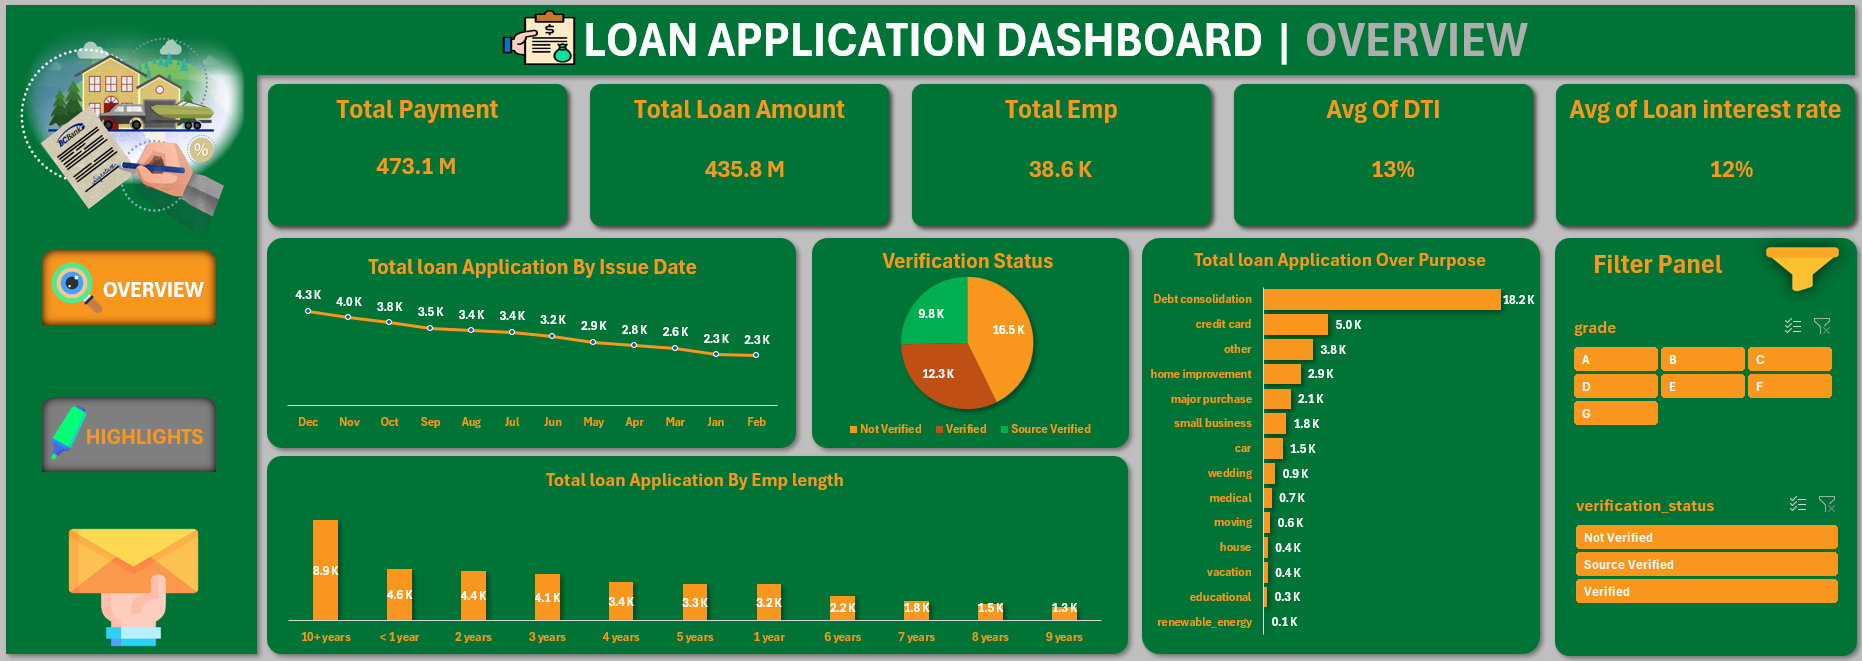 LOAN APPLICATION DASHBOARD | OVERVIEW
$
BCBank
%
OVERVIEW
HIGHLIGHTS
Total Payment
473.1 M
Total Loan Amount
435.8 M
Total Emp
38.6 K
Avg Of DTI
13%
Avg of Loan interest rate
12%
Total loan Application By Issue Date
4.3 K 4.0 K 3.8 K 3.5 K 3.4 K 3.4 K 3.2 K 2.9 K 2.8 K 2.6 K 2.3 K 2.3 K
Dec Nov Oct Sep Aug Jul Jun May Apr Mar Jan Feb
Verification Status
9.8 K
16.5 K
12.3 K
Not Verified Verified Source Verified
Total loan Application By Emp length
8.9 K 4.6 K 4.4 K 4.1 K 3.4 K 3.3 K 3.2 K 2.2 K 1.8 K 1.5 K 1.3 K
10+ years < 1 year 2 years 3 years 4 years 5 years 1 year 6 years 7 years 8 years 9 years
Total loan Application Over Purpose
Debt consolidation 18.2 K
credit card 5.0 K
other 3.8 K
home improvement 2.9 K
major purchase 2.1 K
small business 1.8 K
car 1.5 K
wedding 0.9 K
medical 0.7 K
moving 0.6 K
house 0.4 K
vacation 0.4 K
educational 0.3 K
renewable_energy 0.1 K
Filter Panel
grade
A B C
D E F
G
verification_status
Not Verified
Source Verified
Verified